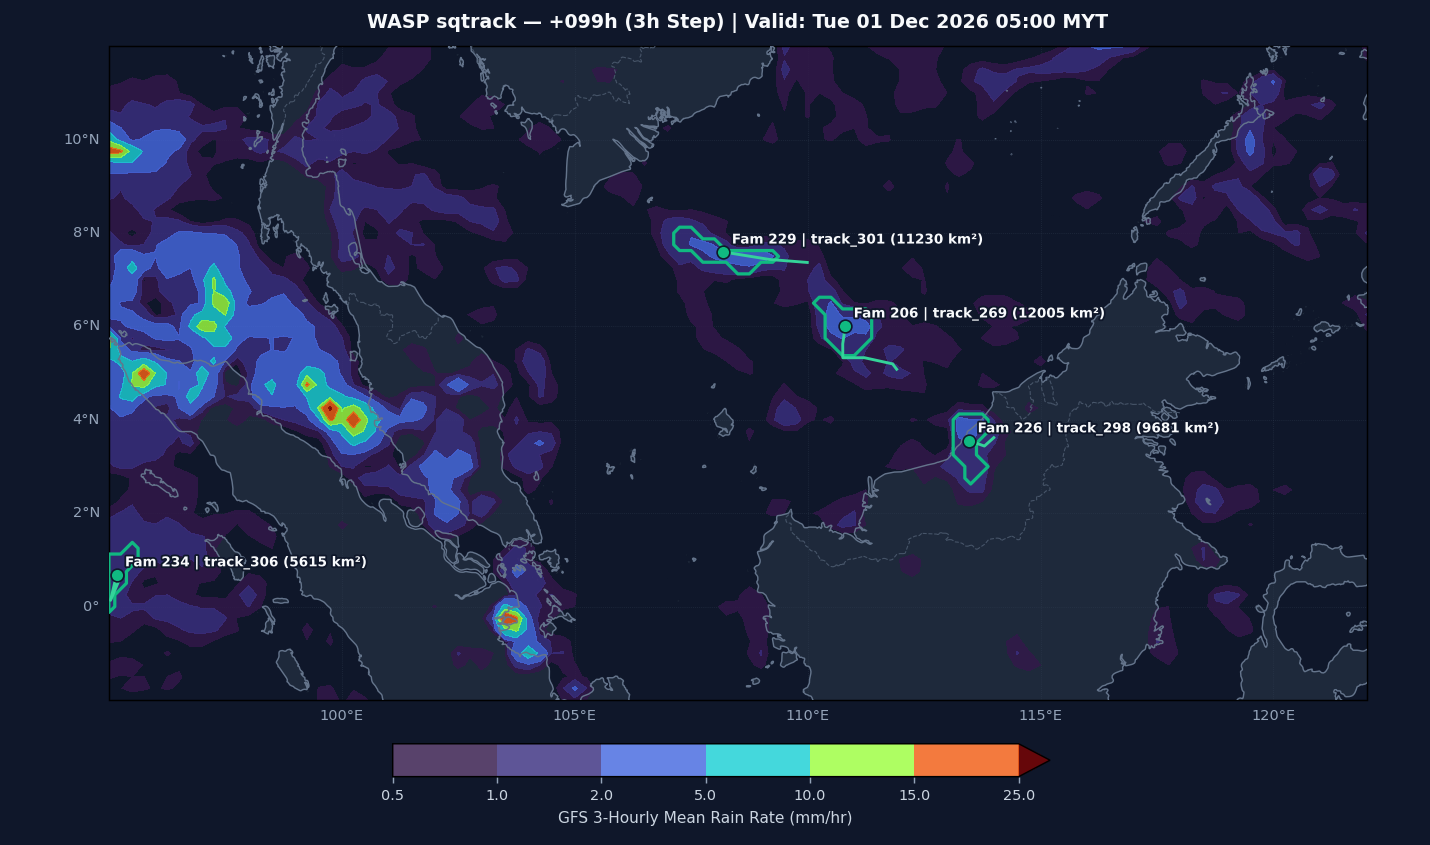 WASP sqtrack — +099h (3h Step) | Valid: Tue 01 Dec 2026 05:00 MYT
10°N
8°N
6°N
4°N
2°N
0°
Fam 229 | track_301 (11230 km²)
Fam 206 | track_269 (12005 km²)
Fam 226 | track_298 (9681 km²)
Fam 234 | track_306 (5615 km²)
100°E
105°E
110°E
115°E
120°E
0.5
1.0
2.0
5.0
10.0
15.0
25.0
GFS 3-Hourly Mean Rain Rate (mm/hr)